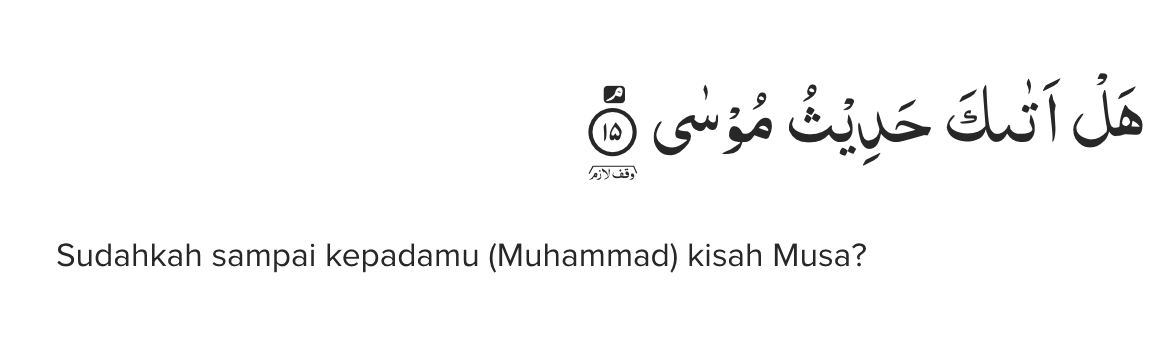 هَلْ اَتٰىكَ حَدِيْثُ مُوْسٰى ۘ ١٥
وقف لازم
Sudahkah sampai kepadamu (Muhammad) kisah Musa?